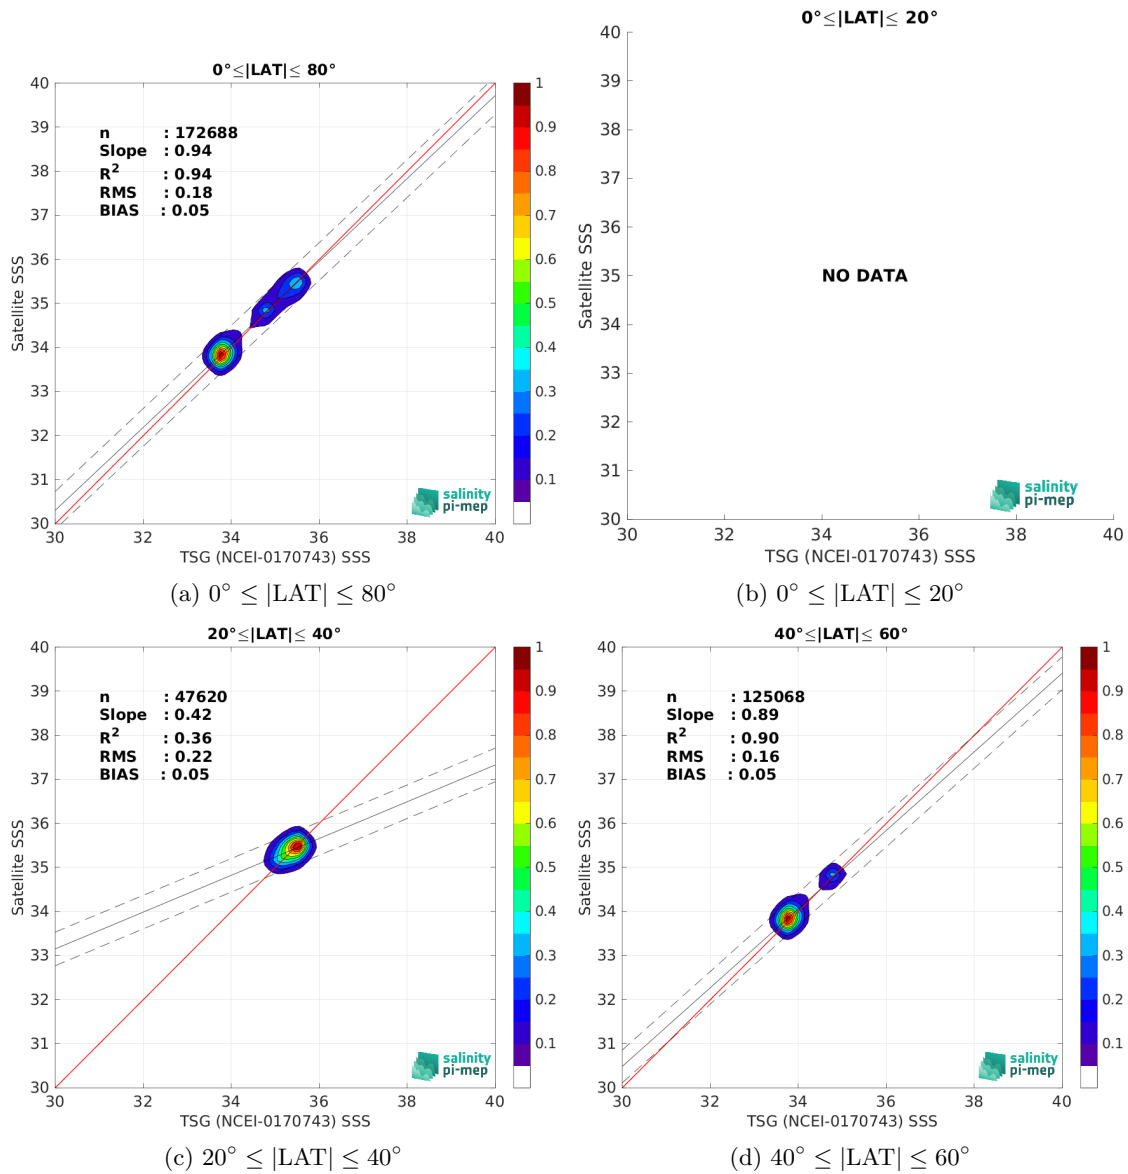 0°≤|LAT|≤ 80°
n : 172688
Slope : 0.94
R² : 0.94
RMS : 0.18
BIAS : 0.05
Satellite SSS
40
39
38
37
36
35
34
33
32
31
30
30 32 34 36 38 40
TSG (NCEI-0170743) SSS
1
0.9
0.8
0.7
0.6
0.5
0.4
0.3
0.2
0.1
salinity
pi-mep
(a) 0° ≤ |LAT| ≤ 80°
0°≤|LAT|≤ 20°
NO DATA
Satellite SSS
40
39
38
37
36
35
34
33
32
31
30
30 32 34 36 38 40
TSG (NCEI-0170743) SSS
salinity
pi-mep
(b) 0° ≤ |LAT| ≤ 20°
20°≤|LAT|≤ 40°
n : 47620
Slope : 0.42
R² : 0.36
RMS : 0.22
BIAS : 0.05
Satellite SSS
40
39
38
37
36
35
34
33
32
31
30
30 32 34 36 38 40
TSG (NCEI-0170743) SSS
1
0.9
0.8
0.7
0.6
0.5
0.4
0.3
0.2
0.1
salinity
pi-mep
(c) 20° ≤ |LAT| ≤ 40°
40°≤|LAT|≤ 60°
n : 125068
Slope : 0.89
R² : 0.90
RMS : 0.16
BIAS : 0.05
Satellite SSS
40
39
38
37
36
35
34
33
32
31
30
30 32 34 36 38 40
TSG (NCEI-0170743) SSS
1
0.9
0.8
0.7
0.6
0.5
0.4
0.3
0.2
0.1
salinity
pi-mep
(d) 40° ≤ |LAT| ≤ 60°